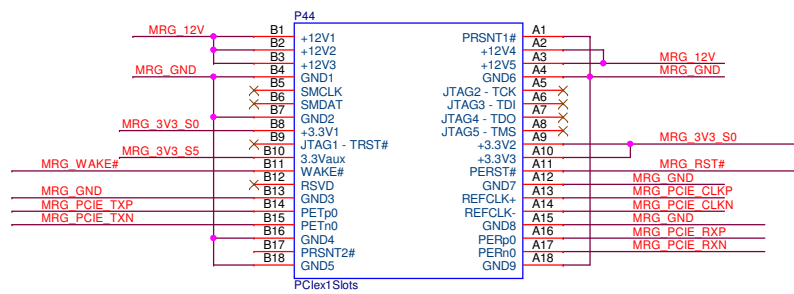 P44
MRG_12V B1 +12V1 PRSNT1# A1
B2 +12V2 +12V4 A2
B3 +12V3 +12V5 A3 MRG_12V
MRG_GND B4 GND1 GND6 A4 MRG_GND
B5 SMCLK JTAG2 - TCK A5
B6 SMDAT JTAG3 - TDI A6
B7 GND2 JTAG4 - TDO A7
MRG_3V3_S0 B8 +3.3V1 JTAG5 - TMS A8
B9 JTAG1 - TRST# +3.3V2 A9 MRG_3V3_S0
MRG_3V3_S5 B10 3.3Vaux +3.3V3 A10
MRG_WAKE# B11 WAKE# PERST# A11 MRG_RST#
B12 RSVD GND7 A12 MRG_GND
MRG_GND B13 GND3 REFCLK+ A13 MRG_PCIE_CLKP
MRG_PCIE_TXP B14 PETp0 REFCLK- A14 MRG_PCIE_CLKN
MRG_PCIE_TXN B15 PETn0 GND8 A15 MRG_GND
B16 GND4 PERp0 A16 MRG_PCIE_RXP
B17 PRSNT2# PERn0 A17 MRG_PCIE_RXN
B18 GND5 GND9 A18
PCIex1Slots